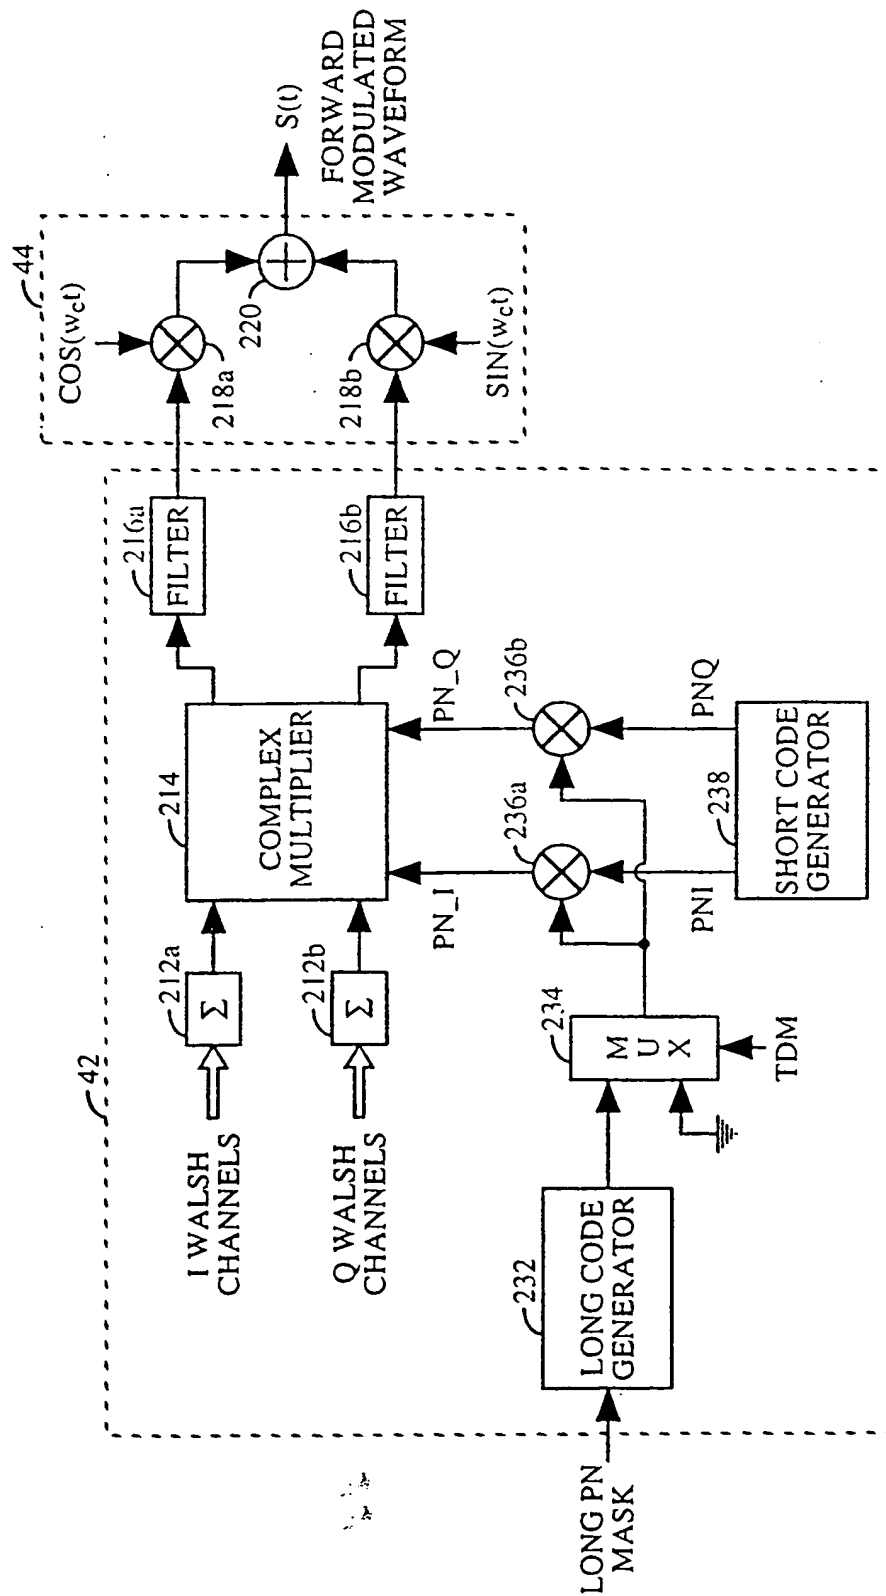 44
COS(wct)
218a
220
S(t)
FORWARD
MODULATED
WAVEFORM
218b
SIN(wct)
42
216a
FILTER
216b
FILTER
I WALSH
CHANNELS
212a
Σ
214
COMPLEX
MULTIPLIER
Q WALSH
CHANNELS
212b
Σ
PN_I
PN_Q
236a
236b
LONG PN
MASK
232
LONG CODE
GENERATOR
234
MUX
TDM
PNI
PNQ
238
SHORT CODE
GENERATOR